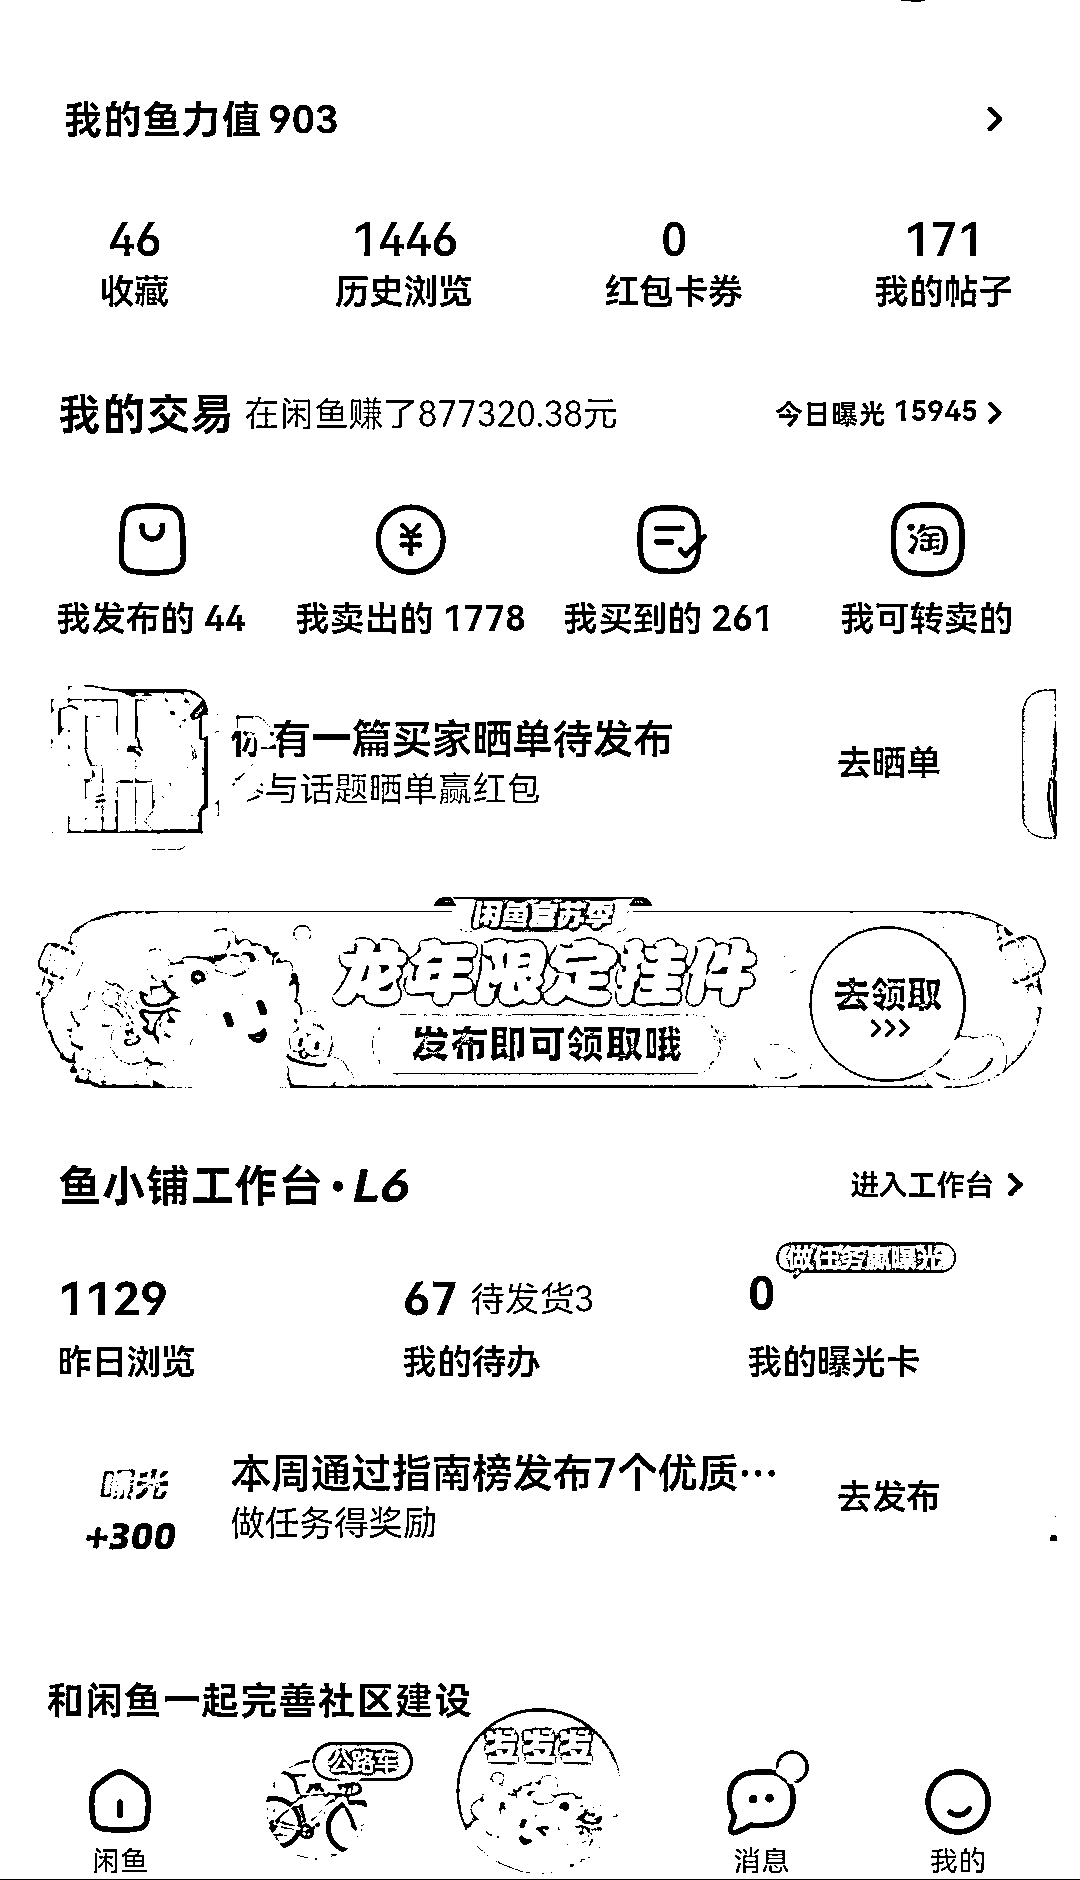 我的鱼力值 903
46 1446 0 171
收藏 历史浏览 红包卡券 我的帖子
我的交易 在闲鱼赚了877320.38元 今日曝光 15945
淘
我发布的 44 我卖出的 1778 我买到的 261 我可转卖的
你有一篇买家晒单待发布
与话题晒单赢红包 去晒单
闲鱼复苏季
龙年限定挂件
发布即可领取哦
去领取
鱼小铺工作台·L6 进入工作台
做任务赢曝光
1129 67 待发货3 0
昨日浏览 我的待办 我的曝光卡
曝光 本周通过指南榜发布7个优质…
+300 做任务得奖励 去发布
和闲鱼一起完善社区建设
公路车
闲鱼 消息 我的